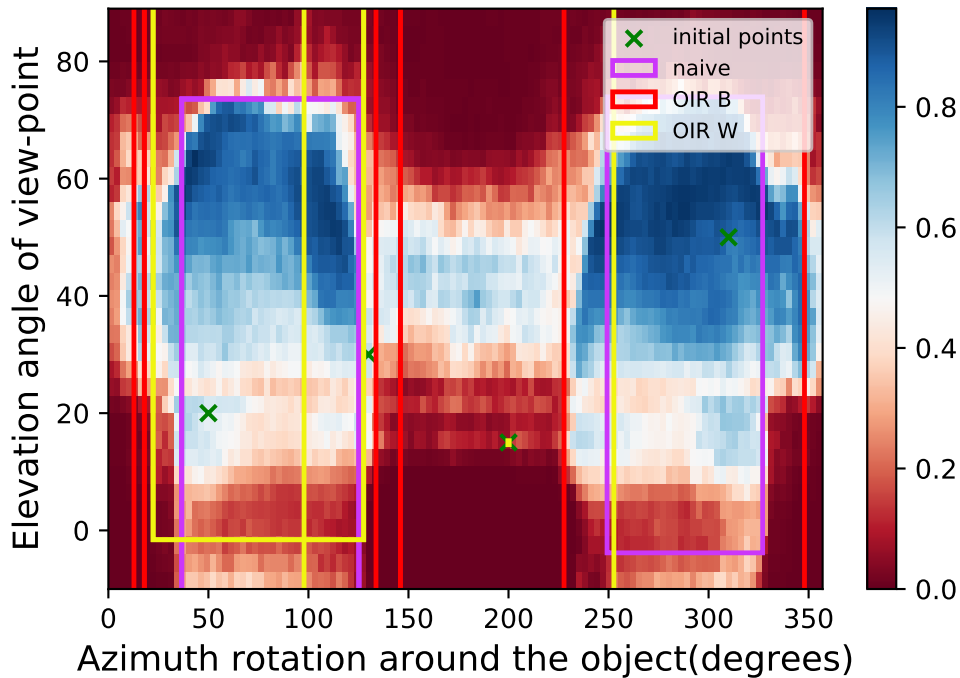 Elevation angle of view-point
80
60
40
20
0
initial points
naive
OIR B
OIR W
0 50 100 150 200 250 300 350
Azimuth rotation around the object(degrees)
0.8
0.6
0.4
0.2
0.0